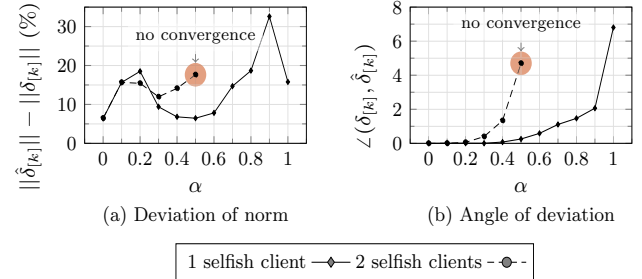 no convergence
||δ̂[k]|| − ||δ[k]|| (%)
30
20
10
0
0 0.2 0.4 0.6 0.8 1
α
(a) Deviation of norm
no convergence
∠(δ[k], δ̂[k])
8
6
4
2
0
0 0.2 0.4 0.6 0.8 1
α
(b) Angle of deviation
1 selfish client 2 selfish clients